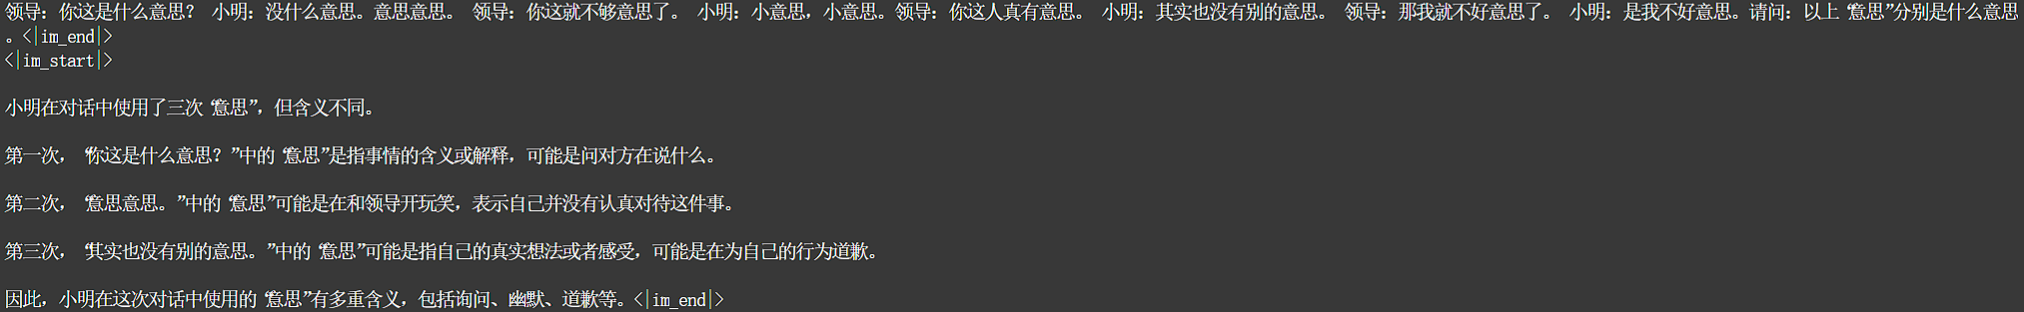 领导：你这是什么意思？ 小明：没什么意思。意思意思。 领导：你这就不够意思了。 小明：小意思，小意思。领导：你这人真有意思。 小明：其实也没有别的意思。 领导：那我就不好意思了。 小明：是我不好意思。请问：以上“意思”分别是什么意思
。<|im_end|>
<|im_start|>
小明在对话中使用了三次“意思”，但含义不同。
第一次，“你这是什么意思？”中的“意思”是指事情的含义或解释，可能是问对方在说什么。
第二次，“意思意思。”中的“意思”可能是在和领导开玩笑，表示自己并没有认真对待这件事。
第三次，“其实也没有别的意思。”中的“意思”可能是指自己的真实想法或者感受，可能是在为自己的行为道歉。
因此，小明在这次对话中使用的“意思”有多重含义，包括询问、幽默、道歉等。<|im_end|>